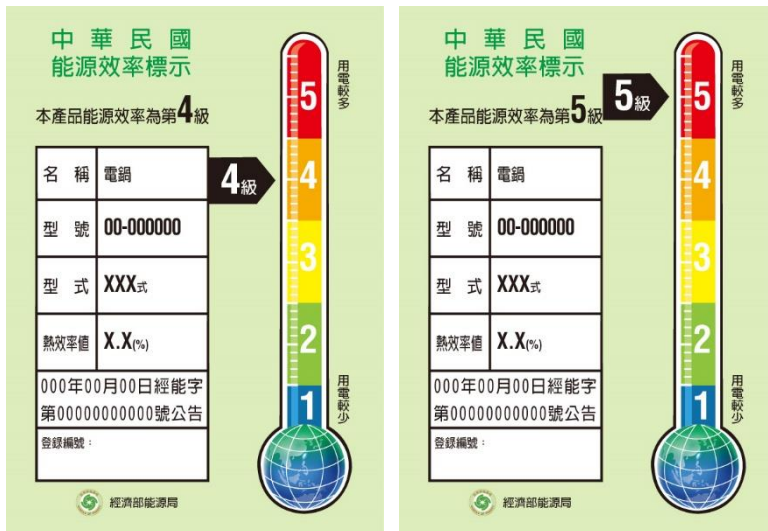 中華民國
能源效率標示
本產品能源效率為第4級
4級
名稱 電鍋
型號 00-000000
型式 XXX式
熱效率值 X.X(%)
000年00月00日經能字
第00000000000號公告
登錄編號：
經濟部能源局
用電較多
5
4
3
2
1
用電較少
中華民國
能源效率標示
本產品能源效率為第5級
5級
名稱 電鍋
型號 00-000000
型式 XXX式
熱效率值 X.X(%)
000年00月00日經能字
第00000000000號公告
登錄編號：
經濟部能源局
用電較多
5
4
3
2
1
用電較少